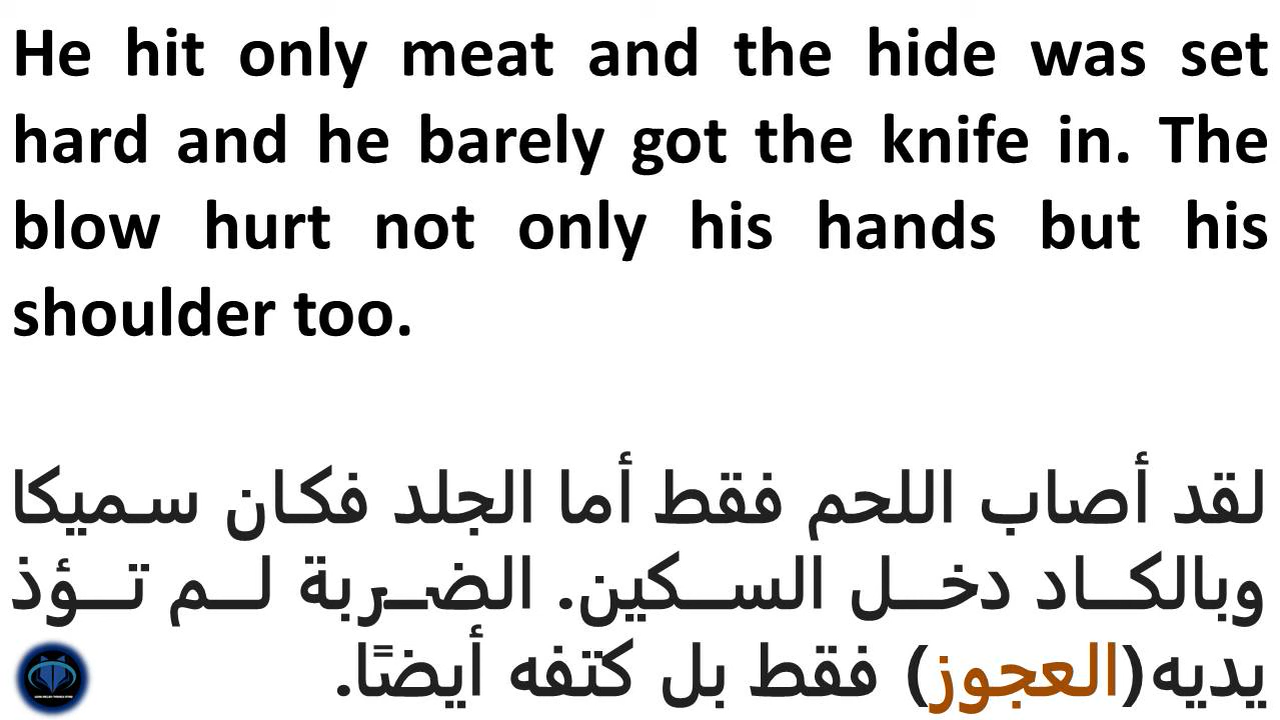 He hit only meat and the hide was set
hard and he barely got the knife in. The
blow hurt not only his hands but his
shoulder too.
لقد أصاب اللحم فقط أما الجلد فكان سميكا
وبالكاد دخل السكين. الضربة لم تؤذ
يديه(العجوز) فقط بل كتفه أيضًا.